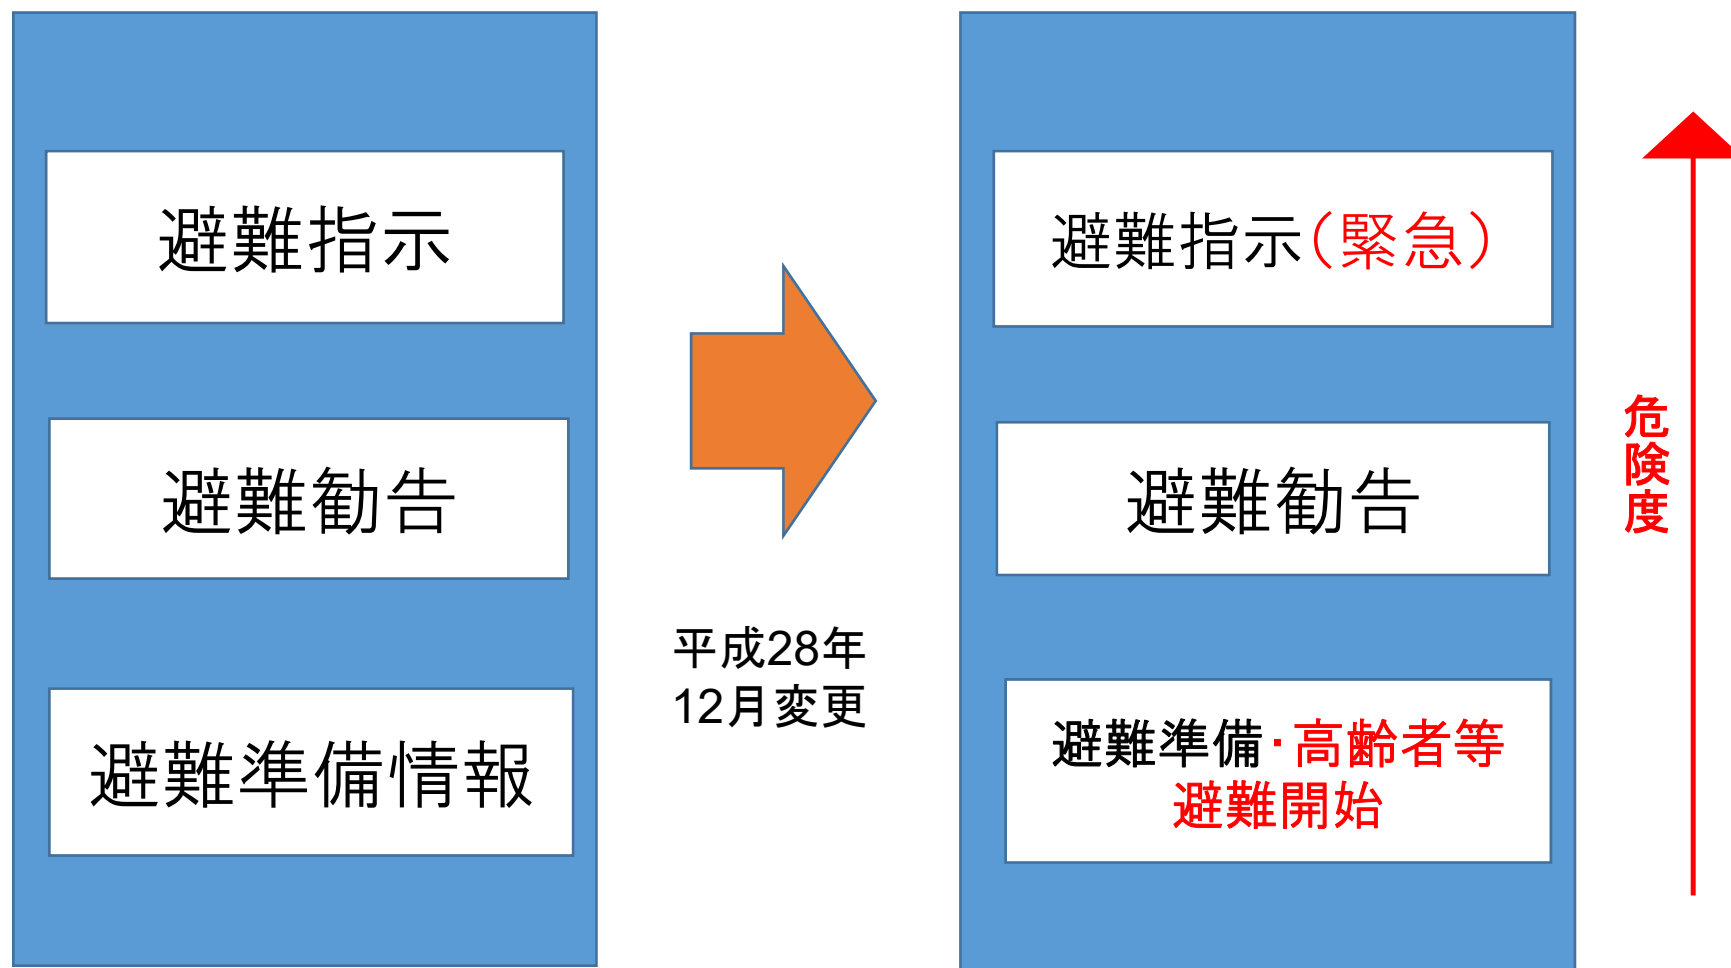 避難指示
避難勧告
避難準備情報
平成28年
12月変更
避難指示(緊急)
避難勧告
避難準備・高齢者等
避難開始
危険度